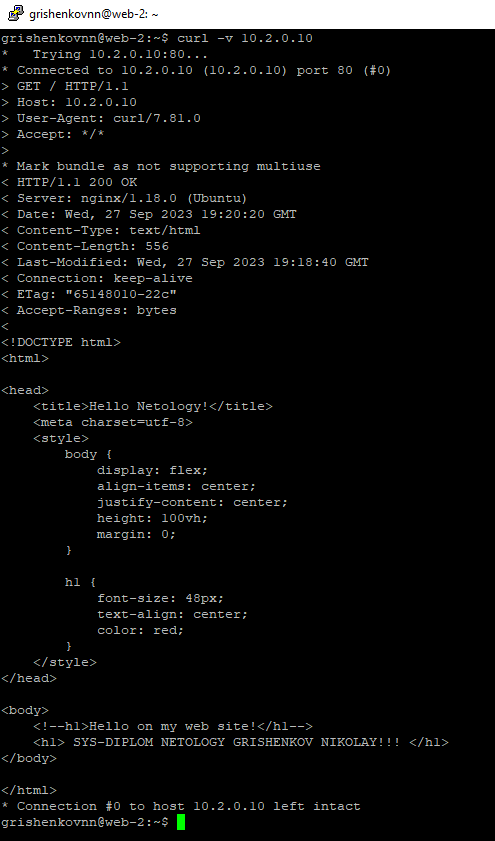 grishenkovnn@web-2: ~
grishenkovnn@web-2:~$ curl -v 10.2.0.10
*   Trying 10.2.0.10:80...
* Connected to 10.2.0.10 (10.2.0.10) port 80 (#0)
> GET / HTTP/1.1
> Host: 10.2.0.10
> User-Agent: curl/7.81.0
> Accept: */*
>
* Mark bundle as not supporting multiuse
< HTTP/1.1 200 OK
< Server: nginx/1.18.0 (Ubuntu)
< Date: Wed, 27 Sep 2023 19:20:20 GMT
< Content-Type: text/html
< Content-Length: 556
< Last-Modified: Wed, 27 Sep 2023 19:18:40 GMT
< Connection: keep-alive
< ETag: "65148010-22c"
< Accept-Ranges: bytes
<
<!DOCTYPE html>
<html>

<head>
    <title>Hello Netology!</title>
    <meta charset=utf-8>
    <style>
        body {
            display: flex;
            align-items: center;
            justify-content: center;
            height: 100vh;
            margin: 0;
        }

        h1 {
            font-size: 48px;
            text-align: center;
            color: red;
        }
    </style>
</head>

<body>
    <!--h1>Hello on my web site!</h1-->
    <h1> SYS-DIPLOM NETOLOGY GRISHENKOV NIKOLAY!!! </h1>
</body>

</html>
* Connection #0 to host 10.2.0.10 left intact
grishenkovnn@web-2:~$